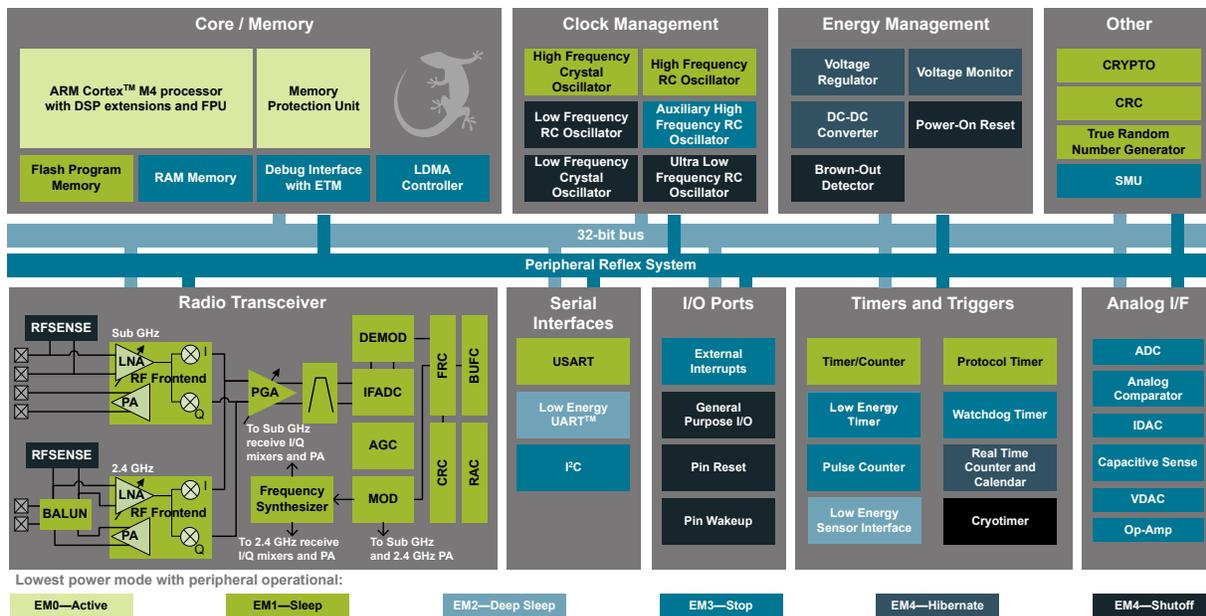 Core / Memory
ARM Cortex™ M4 processor
with DSP extensions and FPU
Memory
Protection Unit
Flash Program
Memory
RAM Memory
Debug Interface
with ETM
LDMA
Controller
Clock Management
High Frequency
Crystal
Oscillator
High Frequency
RC Oscillator
Low Frequency
RC Oscillator
Auxiliary High
Frequency RC
Oscillator
Low Frequency
Crystal
Oscillator
Ultra Low
Frequency RC
Oscillator
Energy Management
Voltage
Regulator
Voltage Monitor
DC-DC
Converter
Power-On Reset
Brown-Out
Detector
Other
CRYPTO
CRC
True Random
Number Generator
SMU
32-bit bus
Peripheral Reflex System
Radio Transceiver
RFSENSE
Sub GHz
LNA
I
RF Frontend
PA
Q
RFSENSE
2.4 GHz
LNA
I
BALUN
RF Frontend
PA
Q
PGA
To Sub GHz
receive I/Q
mixers and PA
Frequency
Synthesizer
To 2.4 GHz receive
I/Q mixers and PA
DEMOD
IFADC
AGC
MOD
To Sub GHz
and 2.4 GHz PA
FRC
BUFC
CRC
RAC
Serial
Interfaces
USART
Low Energy
UART™
I²C
I/O Ports
External
Interrupts
General
Purpose I/O
Pin Reset
Pin Wakeup
Timers and Triggers
Timer/Counter
Protocol Timer
Low Energy
Timer
Watchdog Timer
Pulse Counter
Real Time
Counter and
Calendar
Low Energy
Sensor Interface
Cryotimer
Analog I/F
ADC
Analog
Comparator
IDAC
Capacitive Sense
VDAC
Op-Amp
Lowest power mode with peripheral operational:
EM0—Active
EM1—Sleep
EM2—Deep Sleep
EM3—Stop
EM4—Hibernate
EM4—Shutoff